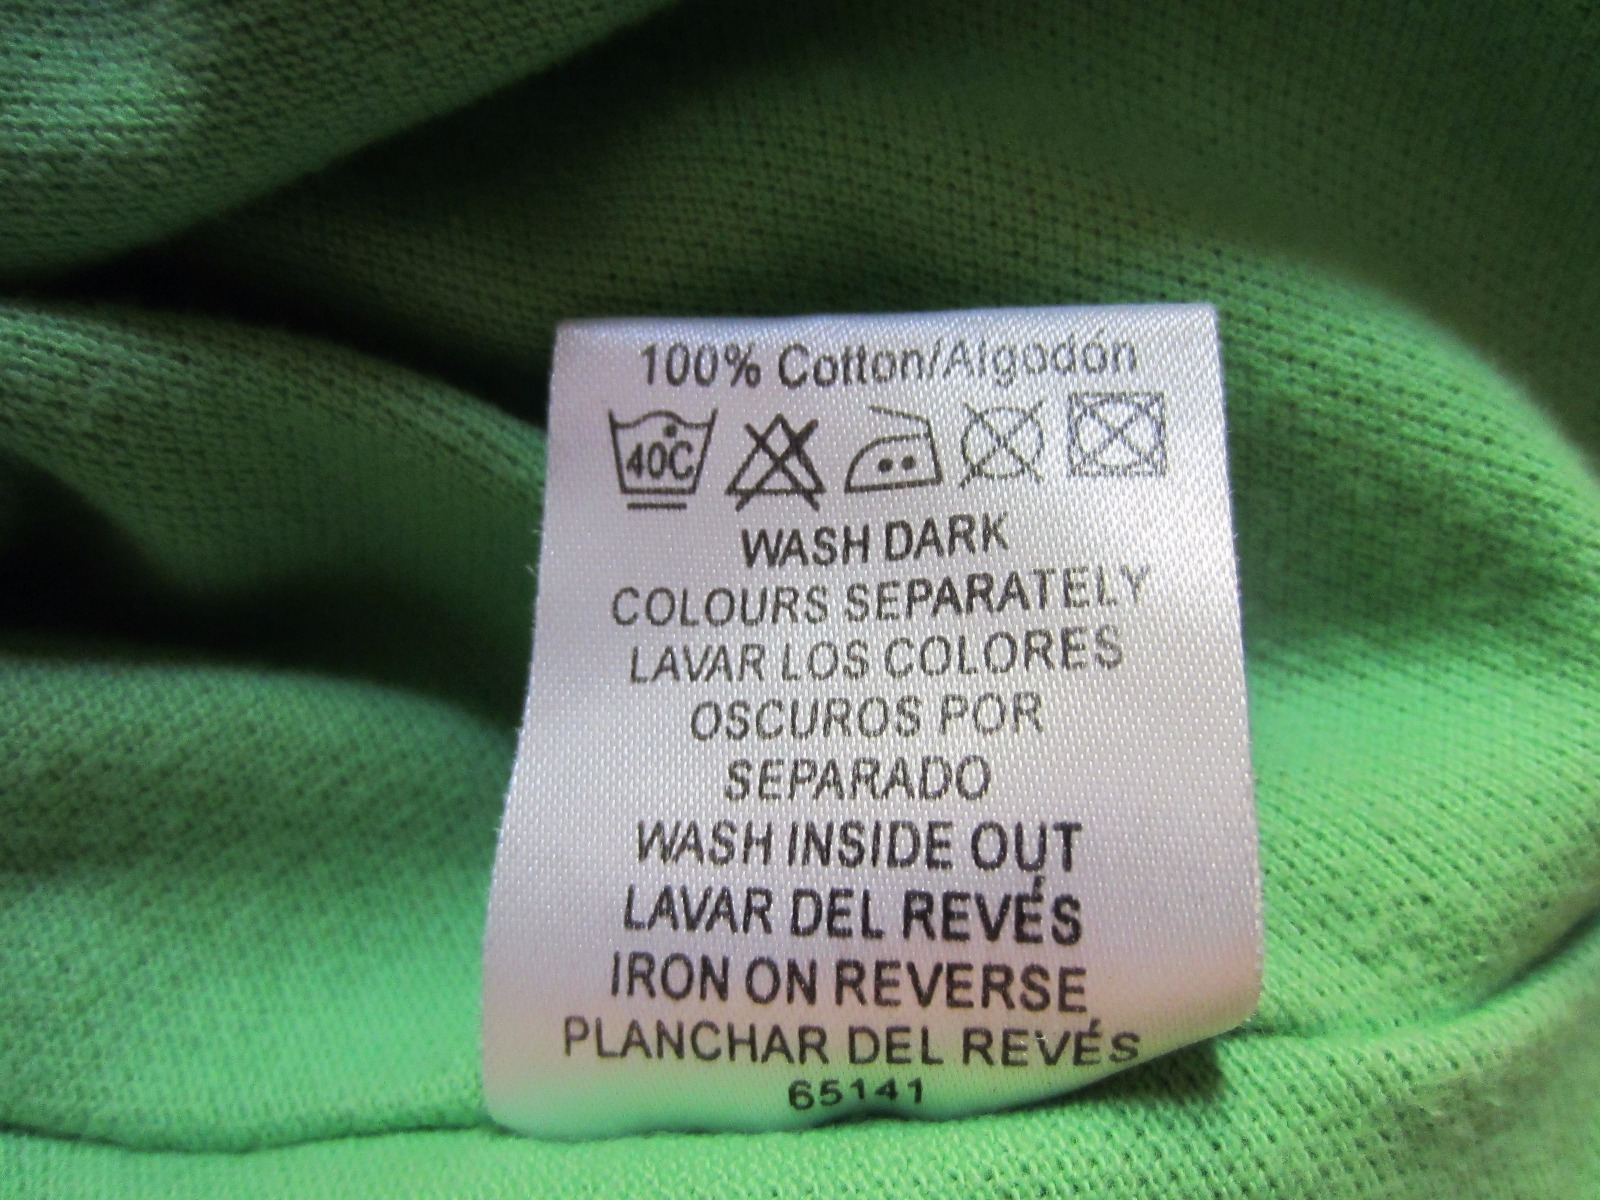 100% Cotton/Algodón
40C
WASH DARK
COLOURS SEPARATELY
LAVAR LOS COLORES
OSCUROS POR
SEPARADO
WASH INSIDE OUT
LAVAR DEL REVÉS
IRON ON REVERSE
PLANCHAR DEL REVÉS
65141